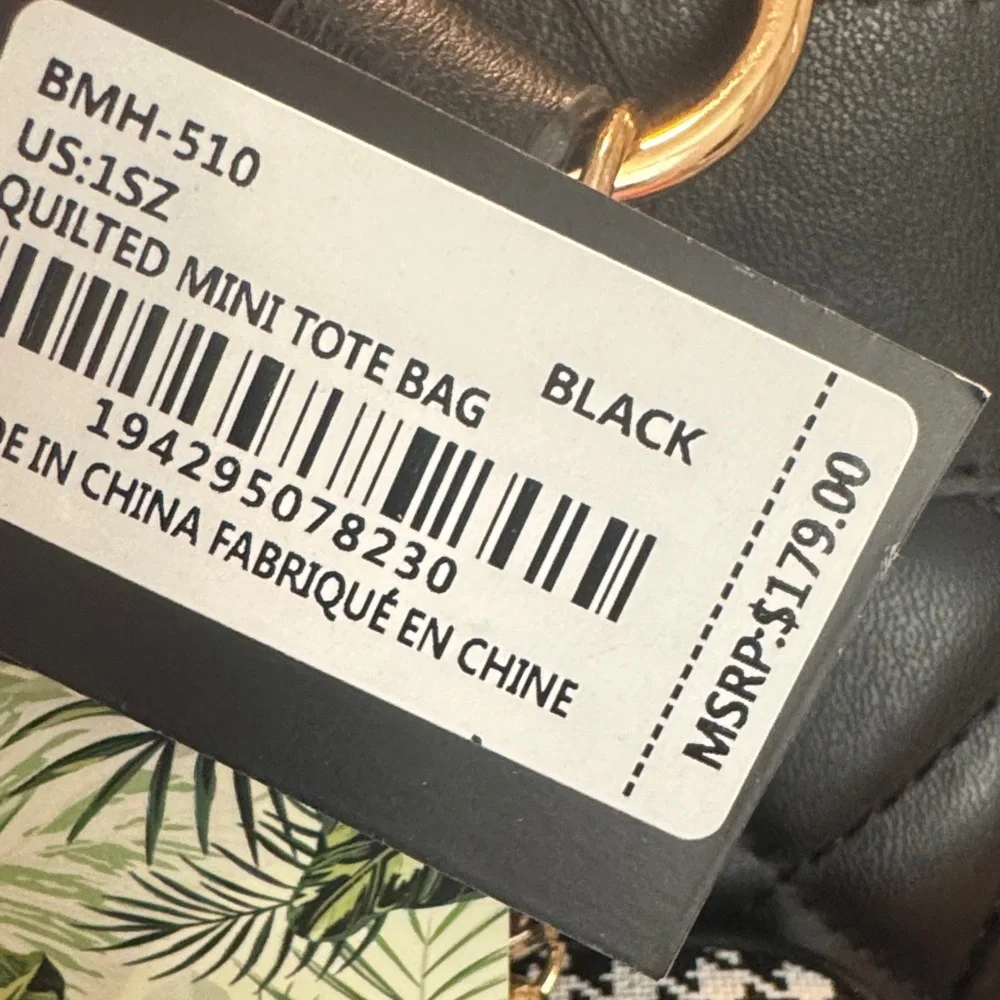 BMH-510
US:1SZ
QUILTED MINI TOTE BAG BLACK
194295078230
DE IN CHINA FABRIQUÉ EN CHINE
MSRP:$179.00